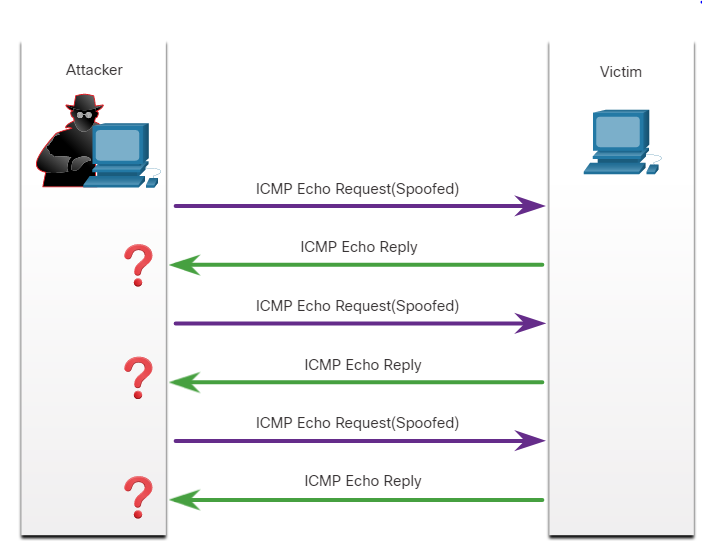 Attacker
Victim
ICMP Echo Request(Spoofed)
ICMP Echo Reply
?
ICMP Echo Request(Spoofed)
ICMP Echo Reply
?
ICMP Echo Request(Spoofed)
ICMP Echo Reply
?